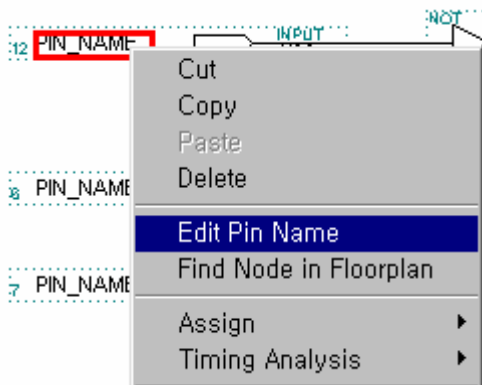 NOT
INPUT
12 PIN_NAME
Cut
Copy
Paste
Delete
PIN_NAME
Edit Pin Name
Find Node in Floorplan
7 PIN_NAME
Assign
Timing Analysis